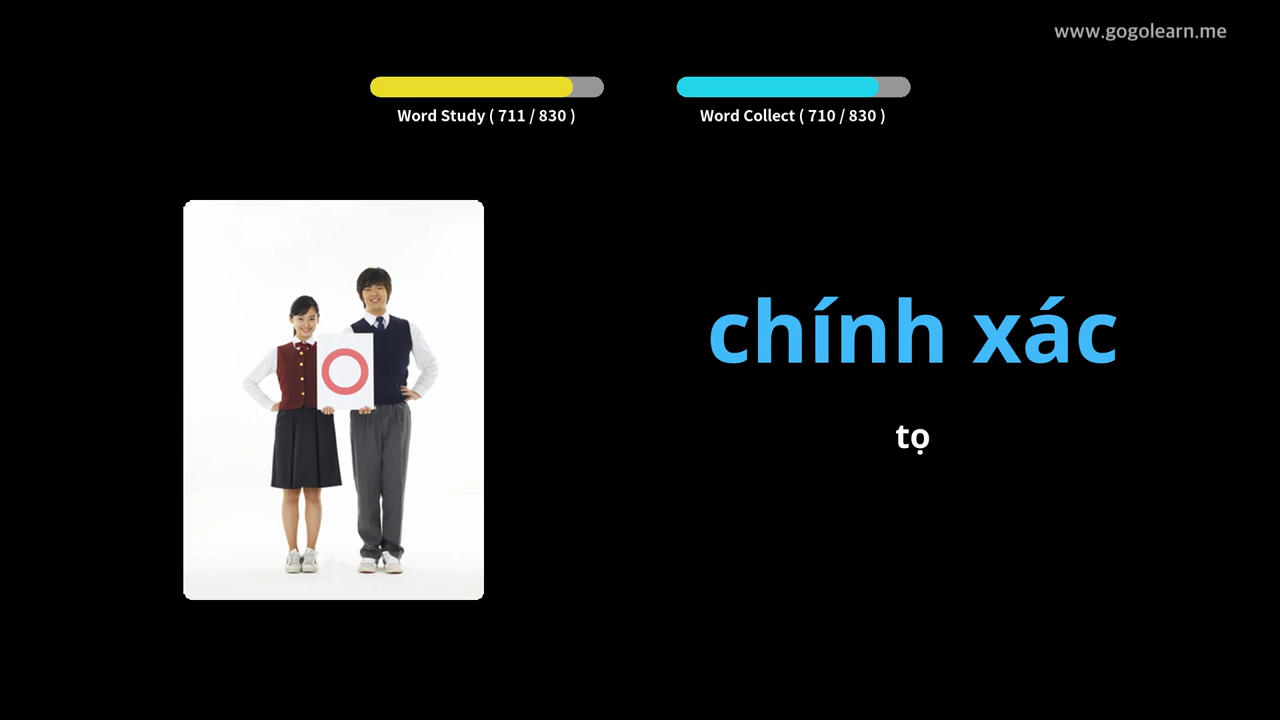 www.gogolearn.me
Word Study ( 711 / 830 )
Word Collect ( 710 / 830 )
chính xác
tọ